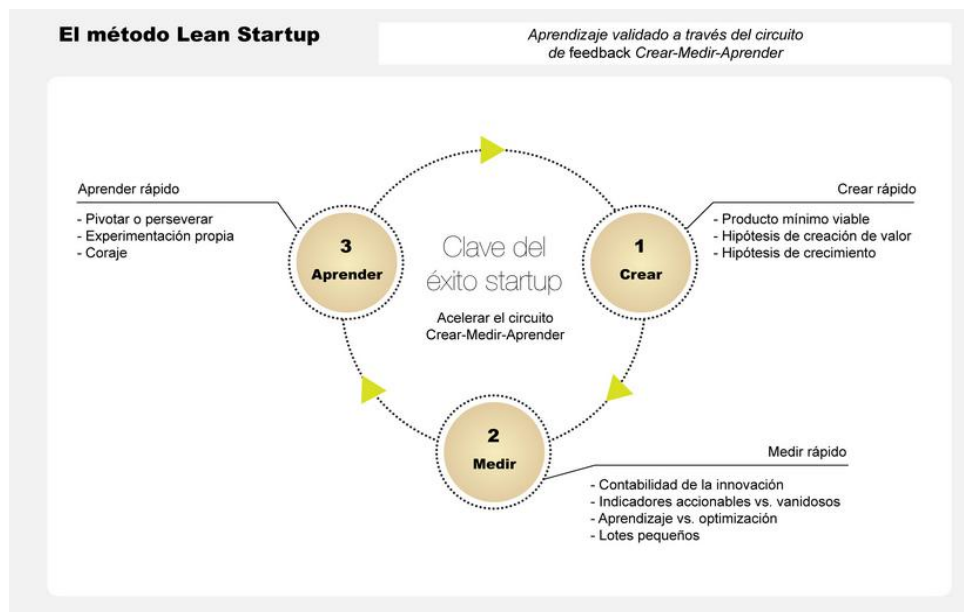 El método Lean Startup
Aprendizaje validado a través del circuito
de feedback Crear-Medir-Aprender
Aprender rápido
- Pivotar o perseverar
- Experimentación propia
- Coraje
3
Aprender
Clave del
éxito startup
Acelerar el circuito
Crear-Medir-Aprender
1
Crear
Crear rápido
- Producto mínimo viable
- Hipótesis de creación de valor
- Hipótesis de crecimiento
2
Medir
Medir rápido
- Contabilidad de la innovación
- Indicadores accionables vs. vanidosos
- Aprendizaje vs. optimización
- Lotes pequeños